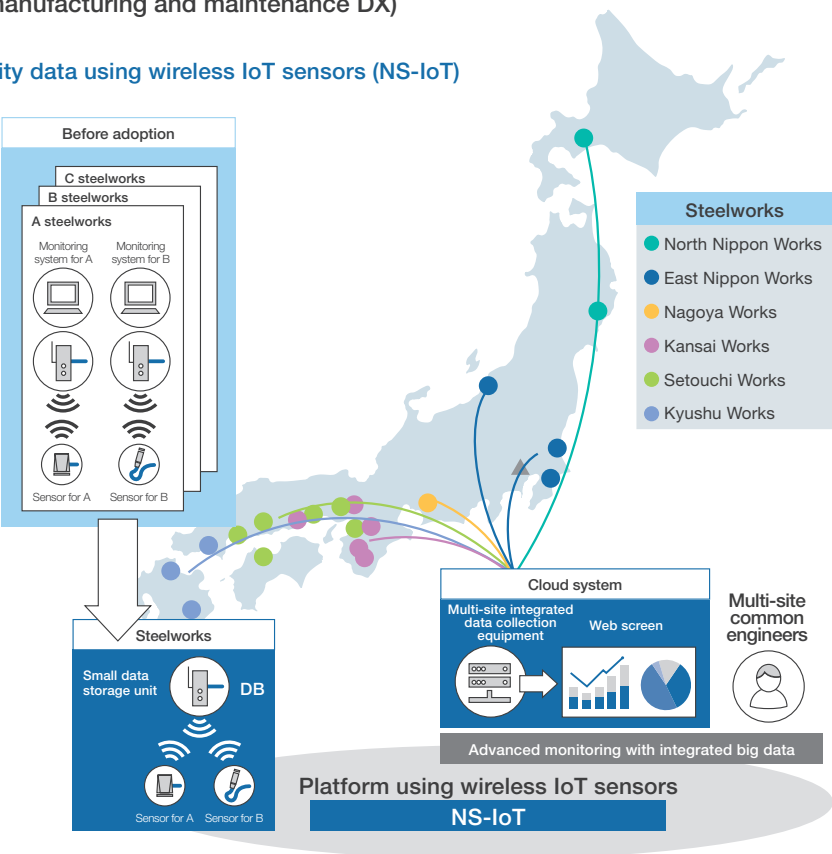 manufacturing and maintenance DX)
ity data using wireless IoT sensors (NS-IoT)
Before adoption
C steelworks
B steelworks
A steelworks
Monitoring
system for A
Monitoring
system for B
Sensor for A
Sensor for B
Steelworks
North Nippon Works
East Nippon Works
Nagoya Works
Kansai Works
Setouchi Works
Kyushu Works
Steelworks
Small data
storage unit
DB
Sensor for A
Sensor for B
Cloud system
Multi-site integrated
data collection
equipment
Web screen
Multi-site
common
engineers
Advanced monitoring with integrated big data
Platform using wireless IoT sensors
NS-IoT